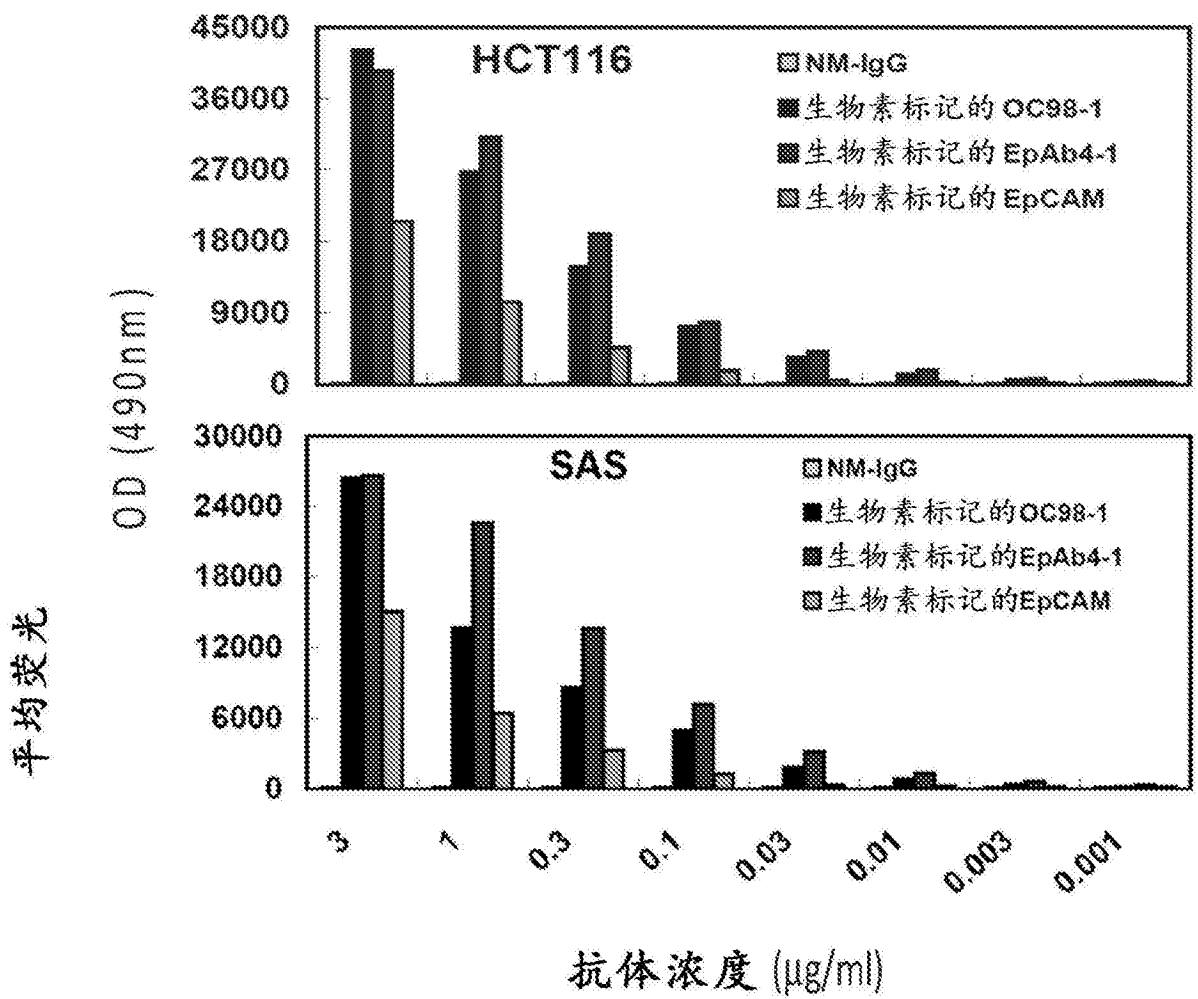 45000
36000
27000
18000
9000
0
HCT116
NM-IgG
生物素标记的 OC98-1
生物素标记的 EpAb4-1
生物素标记的 EpCAM
OD (490nm)
30000
24000
18000
12000
6000
0
SAS
NM-IgG
生物素标记的OC98-1
生物素标记的EpAb4-1
生物素标记的EpCAM
平均荧光
3
1
0.3
0.1
0.03
0.01
0.003
0.001
抗体浓度 (μg/ml)